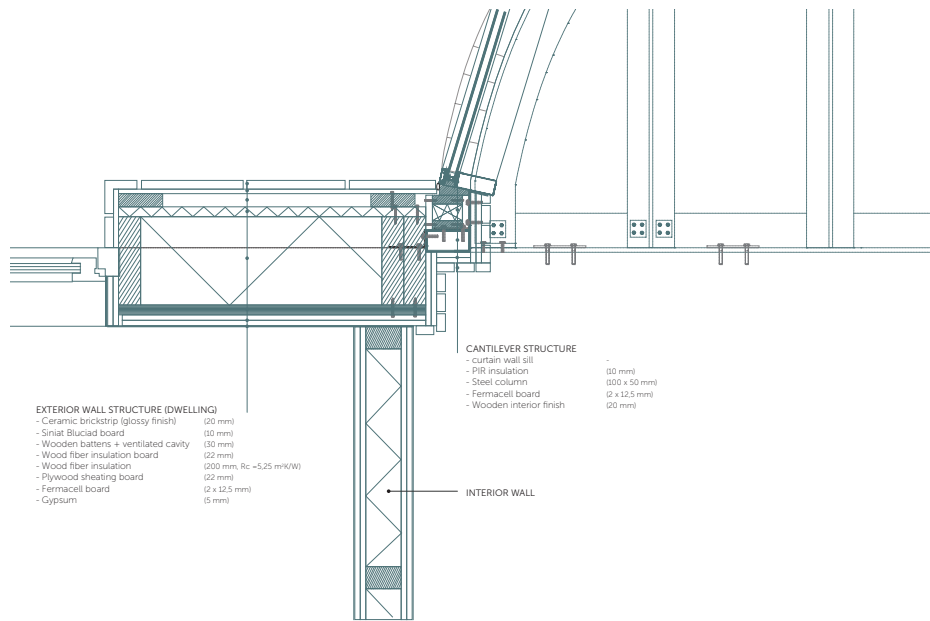 CANTILEVER STRUCTURE
- curtain wall sill -
- PIR insulation (10 mm)
- Steel column (100 x 50 mm)
- Fermacell board (2 x 12,5 mm)
- Wooden interior finish (20 mm)
EXTERIOR WALL STRUCTURE (DWELLING)
- Ceramic brickstrip (glossy finish) (20 mm)
- Siniat Bluciad board (10 mm)
- Wooden battens + ventilated cavity (30 mm)
- Wood fiber insulation board (22 mm)
- Wood fiber insulation (200 mm, Rc =5,25 m²K/W)
- Plywood sheating board (22 mm)
- Fermacell board (2 x 12,5 mm)
- Gypsum (5 mm)
INTERIOR WALL